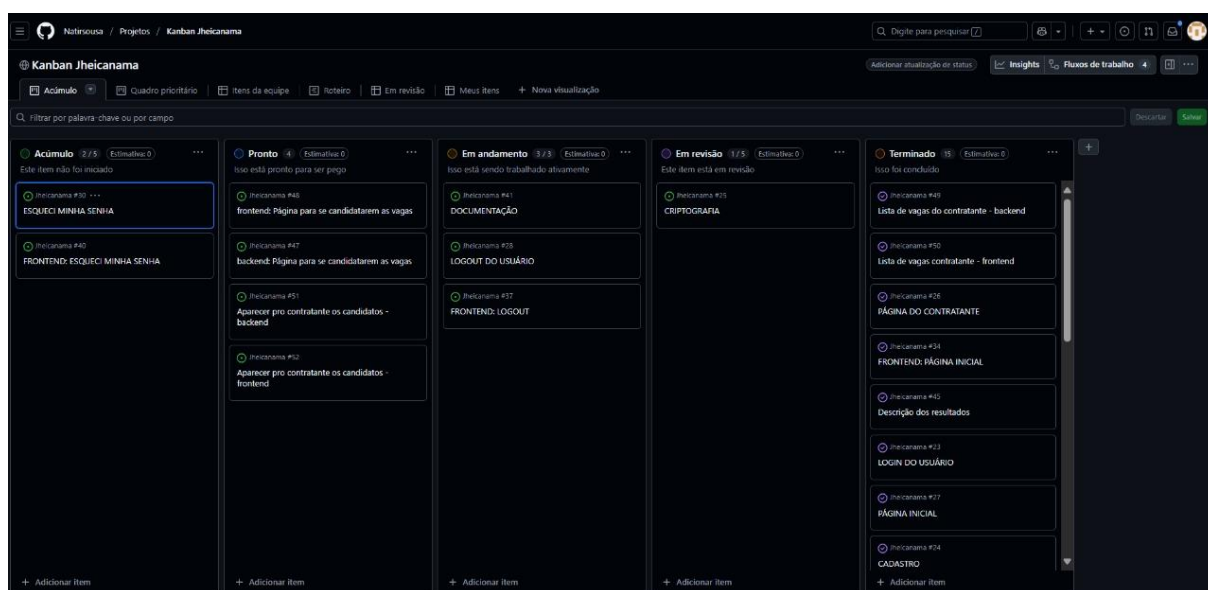 Natirsousa / Projetos / Kanban Jheicanama
Digite para pesquisar /
Kanban Jheicanama
Adicionar atualização de status
Insights
Fluxos de trabalho 4
Acúmulo
Quadro prioritário
Itens da equipe
Roteiro
Em revisão
Meus itens
+ Nova visualização
Filtrar por palavra-chave ou por campo
Descartar
Salvar
Acúmulo 2/5 Estimativa: 0 ...
Este item não foi iniciado
Jheicanama #30 ...
ESQUECI MINHA SENHA
Jheicanama #40
FRONTEND: ESQUECI MINHA SENHA
+ Adicionar item
Pronto 4 Estimativa: 0 ...
Isso está pronto para ser pego
Jheicanama #48
frontend: Página para se candidatarem as vagas
Jheicanama #47
backend: Página para se candidatarem as vagas
Jheicanama #51
Aparecer pro contratante os candidatos -
backend
Jheicanama #52
Aparecer pro contratante os candidatos -
frontend
+ Adicionar item
Em andamento 3/3 Estimativa: 0 ...
Isso está sendo trabalhado ativamente
Jheicanama #41
DOCUMENTAÇÃO
Jheicanama #28
LOGOUT DO USUÁRIO
Jheicanama #37
FRONTEND: LOGOUT
+ Adicionar item
Em revisão 1/5 Estimativa: 0 ...
Este item está em revisão
Jheicanama #25
CRIPTOGRAFIA
+ Adicionar item
Terminado 15 Estimativa: 0 ...
Isso foi concluído
Jheicanama #49
Lista de vagas do contratante - backend
Jheicanama #50
Lista de vagas contratante - frontend
Jheicanama #26
PÁGINA DO CONTRATANTE
Jheicanama #34
FRONTEND: PÁGINA INICIAL
Jheicanama #45
Descrição dos resultados
Jheicanama #23
LOGIN DO USUÁRIO
Jheicanama #27
PÁGINA INICIAL
Jheicanama #24
CADASTRO
+ Adicionar item